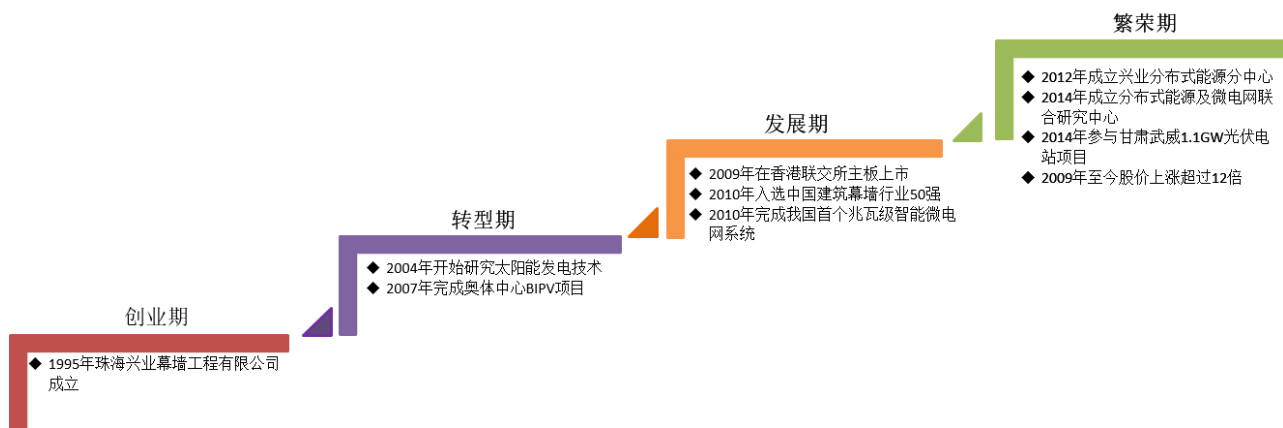 创业期
◆ 1995年珠海兴业幕墙工程有限公司
成立
转型期
◆ 2004年开始研究太阳能发电技术
◆ 2007年完成奥体中心BIPV项目
发展期
◆ 2009年在香港联交所主板上市
◆ 2010年入选中国建筑幕墙行业50强
◆ 2010年完成我国首个兆瓦级智能微电
网系统
繁荣期
◆ 2012年成立兴业分布式能源分中心
◆ 2014年成立分布式能源及微电网联
合研究中心
◆ 2014年参与甘肃武威1.1GW光伏电
站项目
◆ 2009年至今股价上涨超过12倍